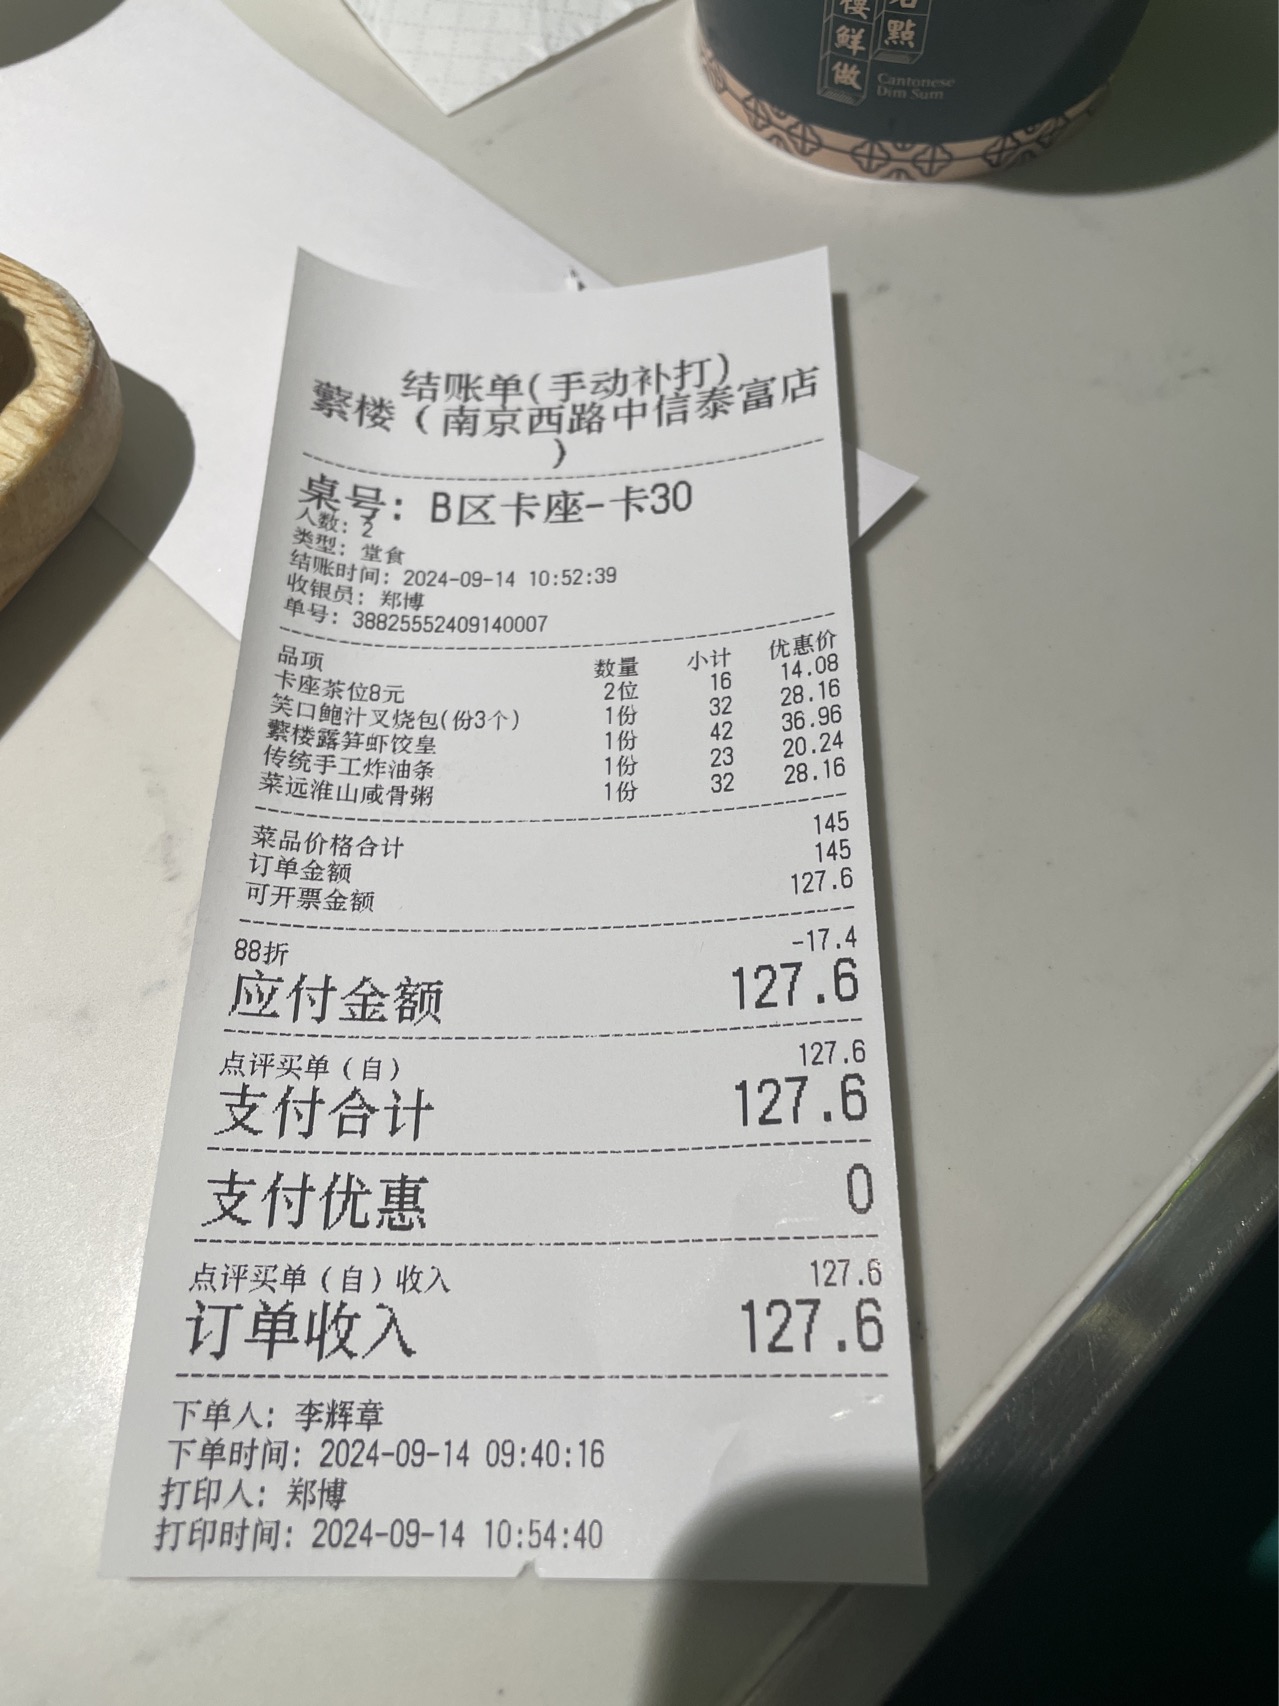 鲜
點
做
Cantonese
Dim Sum
结账单(手动补打)
蘩楼（南京西路中信泰富店
）
桌号: B区卡座-卡30
人数: 2
类型: 堂食
结账时间: 2024-09-14 10:52:39
收银员: 郑博
单号: 38825552409140007
品项 数量 小计 优惠价
卡座茶位8元 2位 16 14.08
笑口鲍汁叉烧包(份3个) 1份 32 28.16
蘩楼露笋虾饺皇 1份 42 36.96
传统手工炸油条 1份 23 20.24
菜远淮山咸骨粥 1份 32 28.16
菜品价格合计 145
订单金额 145
可开票金额 127.6
88折 -17.4
应付金额 127.6
点评买单（自） 127.6
支付合计 127.6
支付优惠 0
点评买单（自）收入 127.6
订单收入 127.6
下单人: 李辉章
下单时间: 2024-09-14 09:40:16
打印人: 郑博
打印时间: 2024-09-14 10:54:40